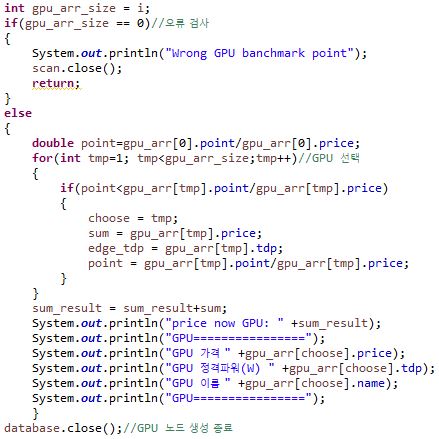 int gpu_arr_size = i;
if(gpu_arr_size == 0)//오류 검사
{
System.out.println("Wrong GPU banchmark point");
scan.close();
return;
}
else
{
double point=gpu_arr[0].point/gpu_arr[0].price;
for(int tmp=1; tmp<gpu_arr_size;tmp++)//GPU 선택
{
if(point<gpu_arr[tmp].point/gpu_arr[tmp].price)
{
choose = tmp;
sum = gpu_arr[tmp].price;
edge_tdp = gpu_arr[tmp].tdp;
point = gpu_arr[tmp].point/gpu_arr[tmp].price;
}
}
sum_result = sum_result+sum;
System.out.println("price now GPU: " +sum_result);
System.out.println("GPU================");
System.out.println("GPU 가격 " +gpu_arr[choose].price);
System.out.println("GPU 정격파워(W) " +gpu_arr[choose].tdp);
System.out.println("GPU 이름 " +gpu_arr[choose].name);
System.out.println("GPU================");
}
database.close();//GPU 노드 생성 종료